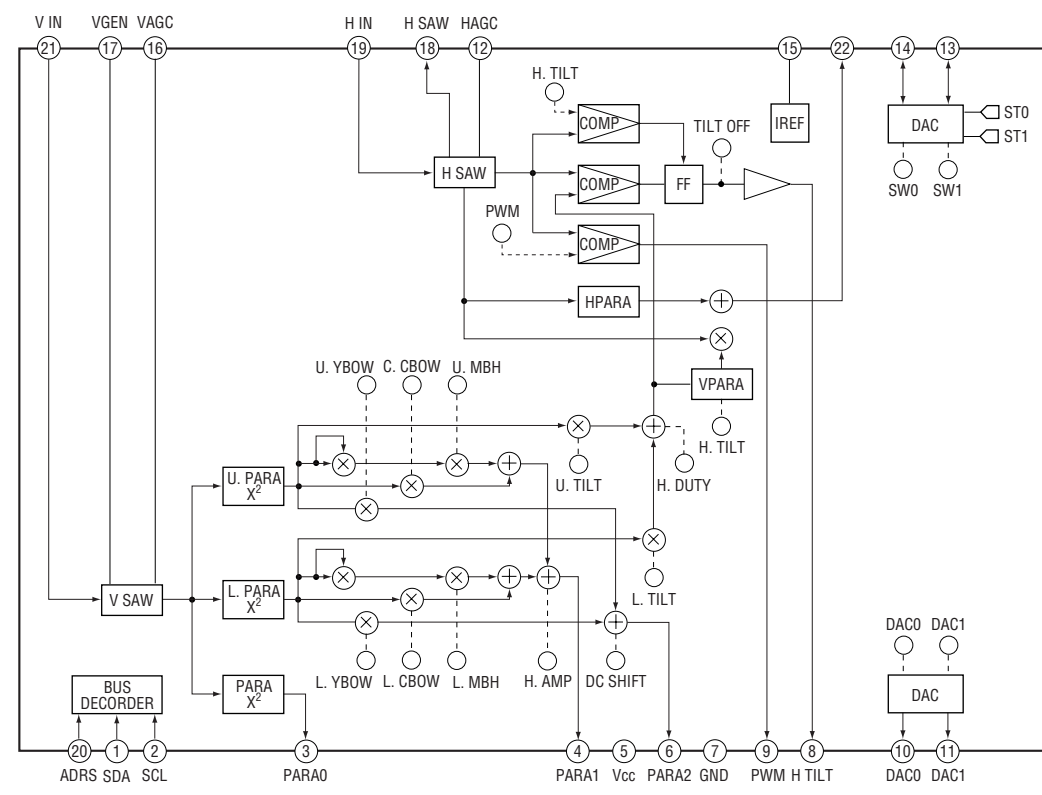 V IN VGEN VAGC H IN H SAW HAGC
21 17 16 19 18 12 15 22 14 13
H. TILT
COMP
TILT OFF
IREF
DAC
ST0
ST1
H SAW
COMP
FF
SW0 SW1
PWM
COMP
HPARA +
×
U. YBOW C. CBOW U. MBH
VPARA
× +
H. TILT
× × +
U. PARA
X²
×
U. TILT H. DUTY
×
×
× × + +
L. PARA
X²
V SAW
×
L. TILT
× +
DAC0 DAC1
BUS
DECORDER
PARA
X²
L. YBOW L. CBOW L. MBH H. AMP DC SHIFT
DAC
20 1 2 3 4 5 6 7 9 8 10 11
ADRS SDA SCL PARA0 PARA1 Vcc PARA2 GND PWM H TILT DAC0 DAC1